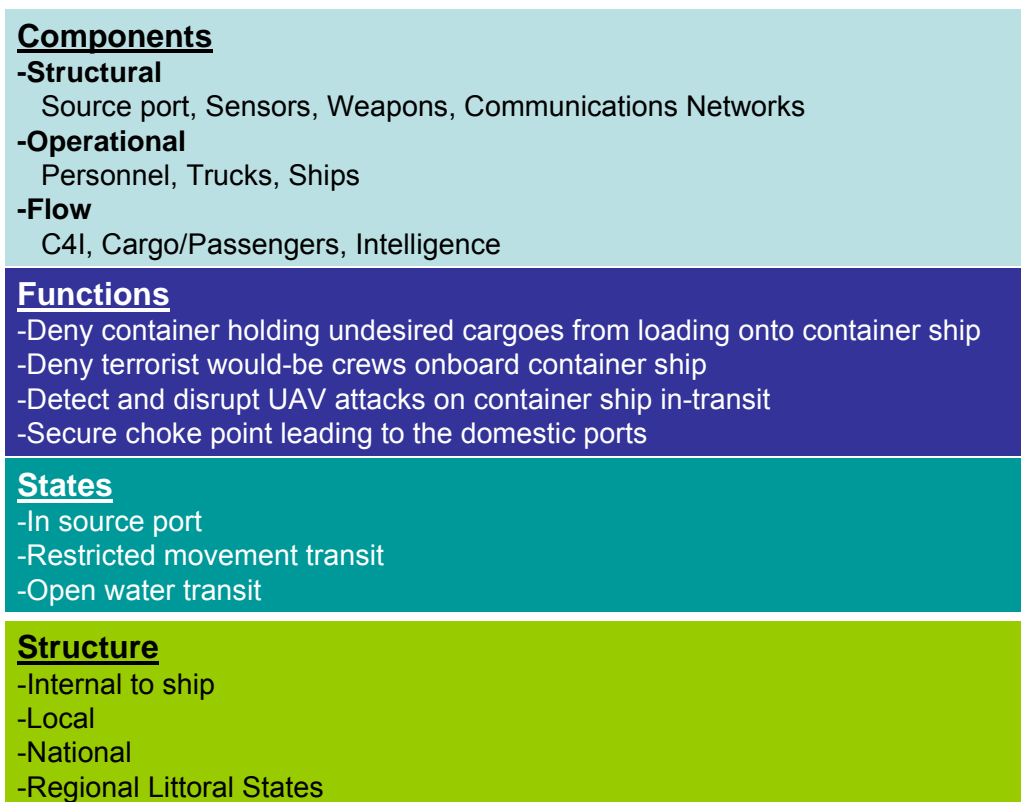 Components
-Structural
Source port, Sensors, Weapons, Communications Networks
-Operational
Personnel, Trucks, Ships
-Flow
C4I, Cargo/Passengers, Intelligence
Functions
-Deny container holding undesired cargoes from loading onto container ship
-Deny terrorist would-be crews onboard container ship
-Detect and disrupt UAV attacks on container ship in-transit
-Secure choke point leading to the domestic ports
States
-In source port
-Restricted movement transit
-Open water transit
Structure
-Internal to ship
-Local
-National
-Regional Littoral States